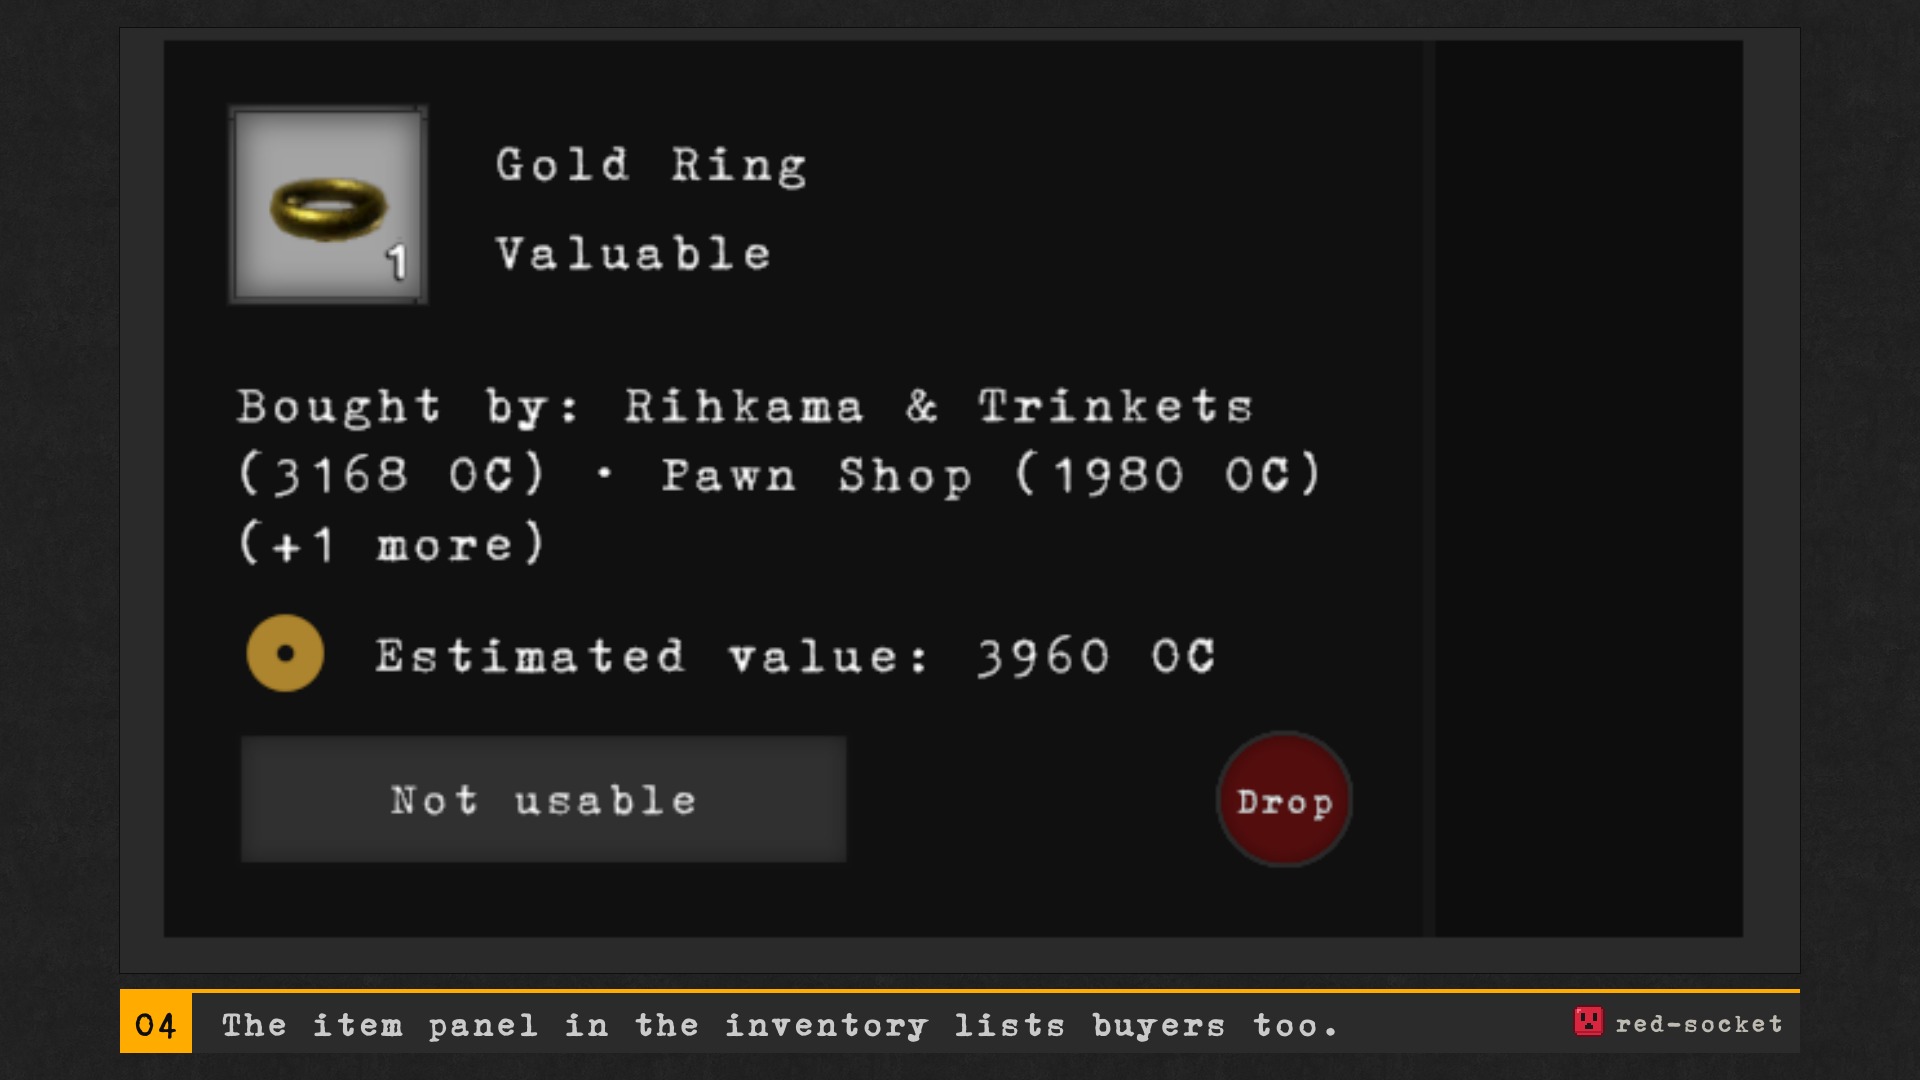 1
Gold Ring
Valuable
Bought by: Rihkama & Trinkets
(3168 OC) · Pawn Shop (1980 OC)
(+1 more)
Estimated value: 3960 OC
Not usable
Drop
04
The item panel in the inventory lists buyers too.
red-socket